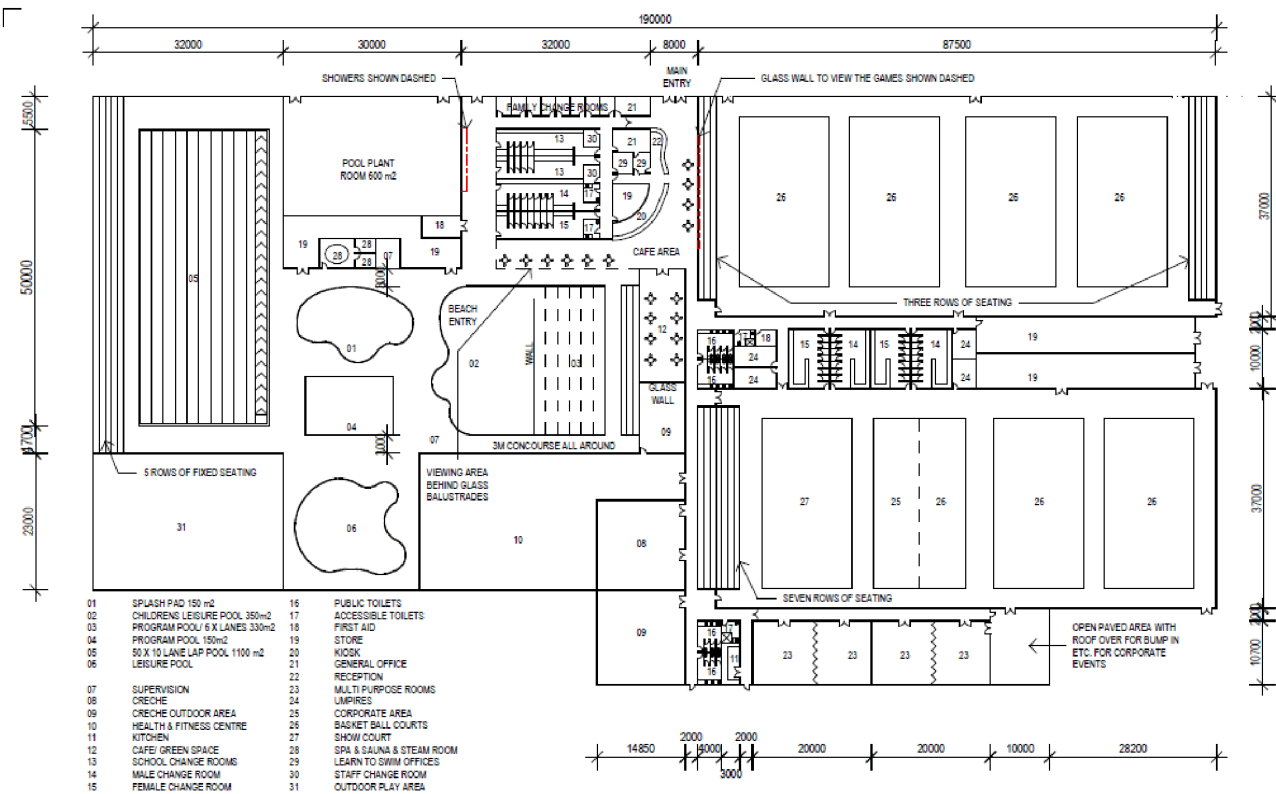 190000
32000 30000 32000 8000 87500
MAIN
ENTRY
SHOWERS SHOWN DASHED
GLASS WALL TO VIEW THE GAMES SHOWN DASHED
5500
FAMILY CHANGE ROOMS 21
13 30 21 22
POOL PLANT
ROOM 600 m2
29 29
13 30
14 17 19
26 26 26 26
37000
18 15 17 20
19 28 28 07 19
28
CAFE AREA
3000
50000
05
THREE ROWS OF SEATING
BEACH
ENTRY
12
01
02 WALL 03
16 17 18
24
16 24
15 14 15 14 24
24
19
19
10000
GLASS
WALL
04
07
09
3000
3M CONCOURSE ALL AROUND
4700
5 ROWS OF FIXED SEATING
VIEWING AREA
BEHIND GLASS
BALUSTRADES
23000
31
06
10
08
27 25 26 26 26
37000
SEVEN ROWS OF SEATING
09
16 17
16 11
23 23 23 23
OPEN PAVED AREA WITH
ROOF OVER FOR BUMP IN
ETC. FOR CORPORATE
EVENTS
10700
01 SPLASH PAD 150 m2
02 CHILDRENS LEISURE POOL 350m2
03 PROGRAM POOL/ 6 X LANES 330m2
04 PROGRAM POOL 150m2
05 50 X 10 LANE LAP POOL 1100 m2
06 LEISURE POOL
07 SUPERVISION
08 CRECHE
09 CRECHE OUTDOOR AREA
10 HEALTH & FITNESS CENTRE
11 KITCHEN
12 CAFE/ GREEN SPACE
13 SCHOOL CHANGE ROOMS
14 MALE CHANGE ROOM
15 FEMALE CHANGE ROOM
16 PUBLIC TOILETS
17 ACCESSIBLE TOILETS
18 FIRST AID
19 STORE
20 KIOSK
21 GENERAL OFFICE
22 RECEPTION
23 MULTI PURPOSE ROOMS
24 UMPIRES
25 CORPORATE AREA
26 BASKET BALL COURTS
27 SHOW COURT
28 SPA & SAUNA & STEAM ROOM
29 LEARN TO SWIM OFFICES
30 STAFF CHANGE ROOM
31 OUTDOOR PLAY AREA
14850 2000 4000 2000 20000 20000 10000 28200
3000